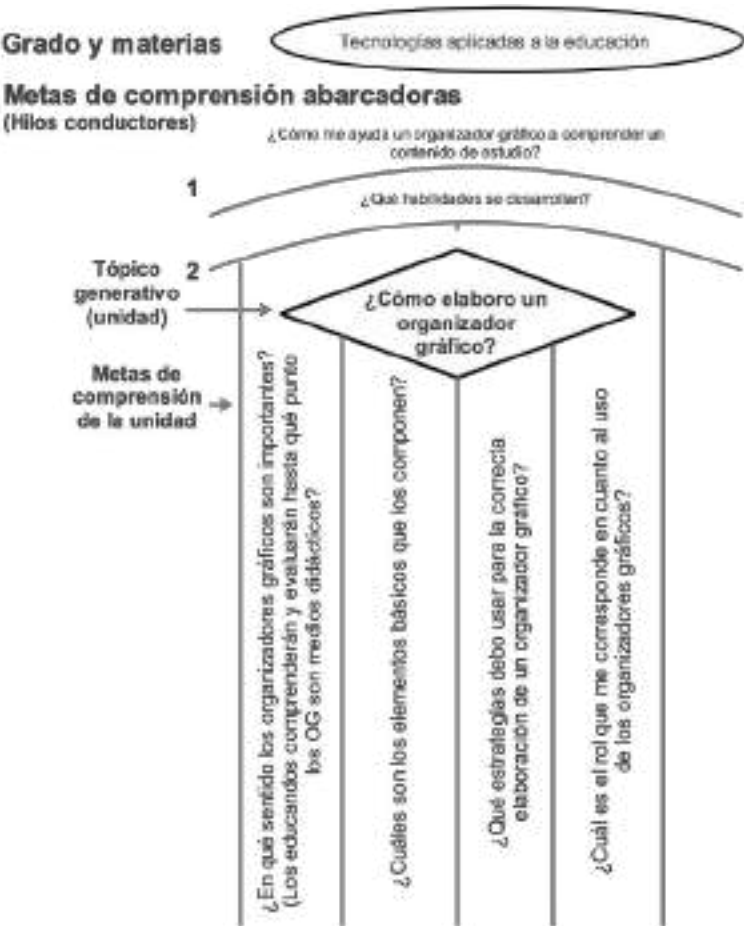 Grado y materias
Tecnologías aplicadas a la educación
Metas de comprensión abarcadoras
(Hilos conductores)
¿Cómo me ayuda un organizador gráfico a comprender un
contenido de estudio?
1
¿Qué habilidades se desarrollan?
2
Tópico
generativo
(unidad)
¿Cómo elaboro un
organizador
gráfico?
Metas de
comprensión
de la unidad
¿En qué sentido los organizadores gráficos son importantes?
(Los educandos comprenderán y evaluarán hasta qué punto
los OG son medios didácticos?
¿Cuáles son los elementos básicos que los componen?
¿Qué estrategias debo usar para la correcta
elaboración de un organizador gráfico?
¿Cuál es el rol que me corresponde en cuanto al uso
de los organizadores gráficos?